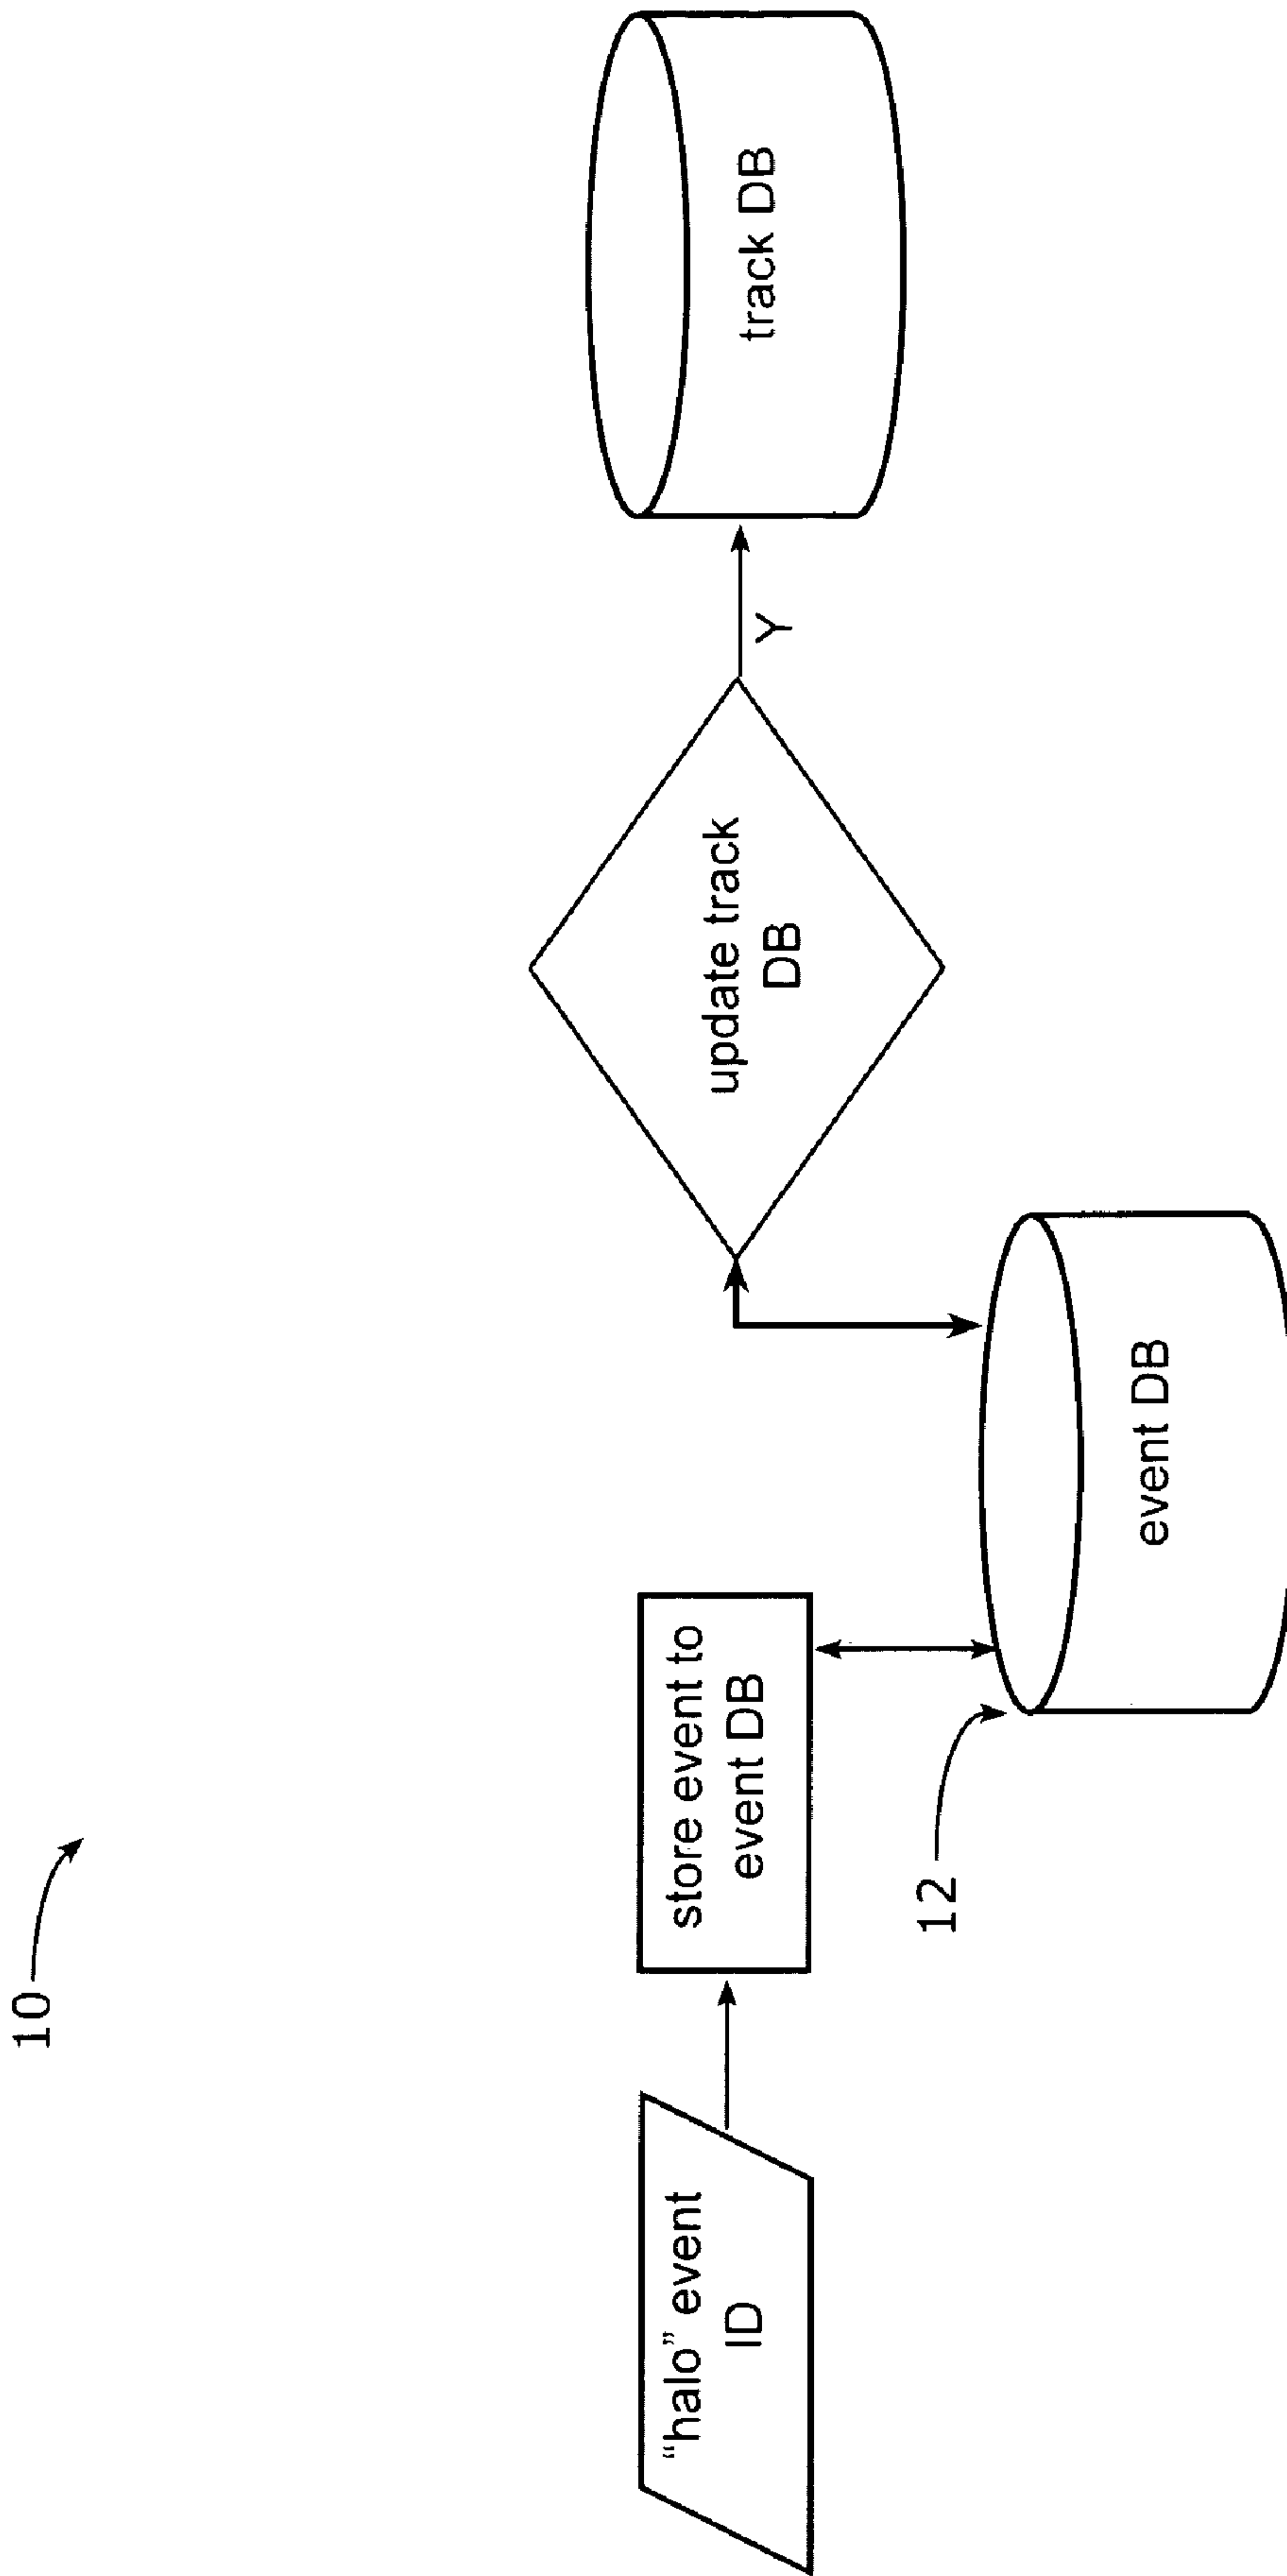 10
"halo" event
ID
store event to
event DB
12
event DB
update track
DB
Y
track DB